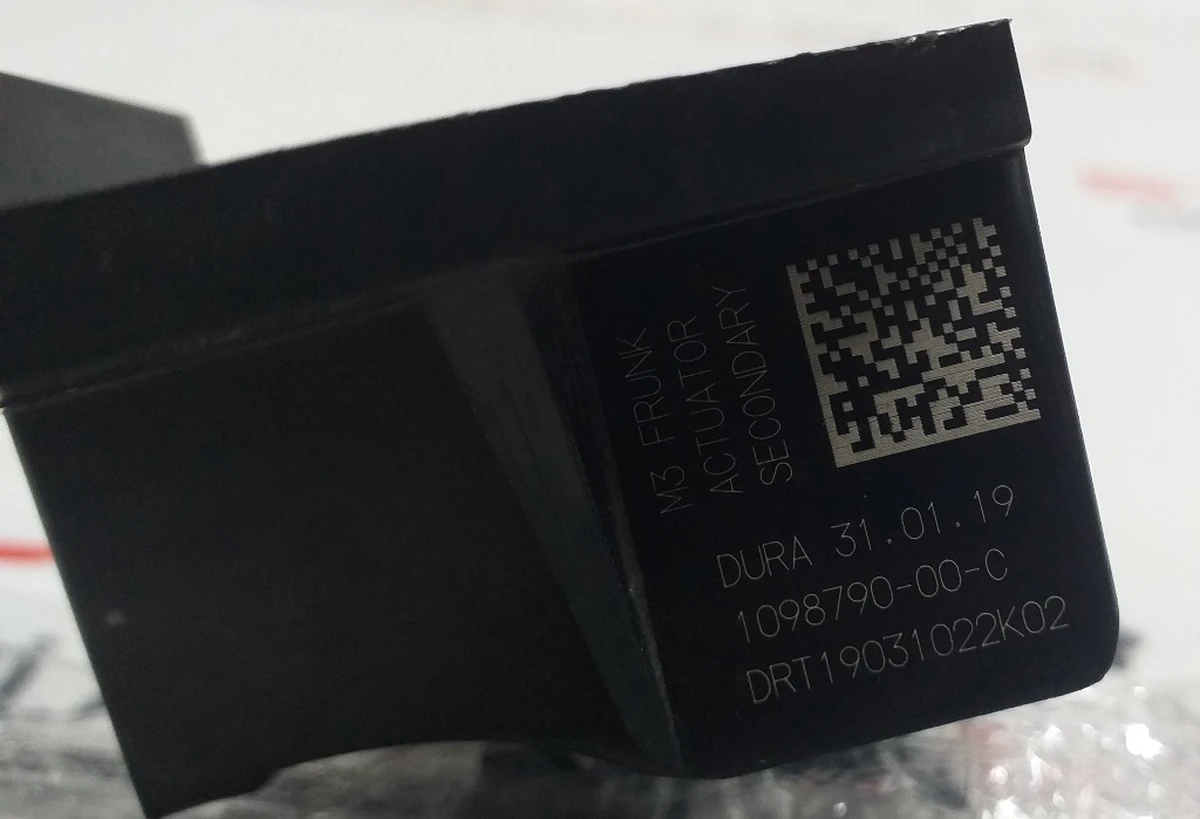 M3 FRUNK
ACTUATOR
SECONDARY
DURA 31.01.19
1098790-00-C
DRT19031022K02